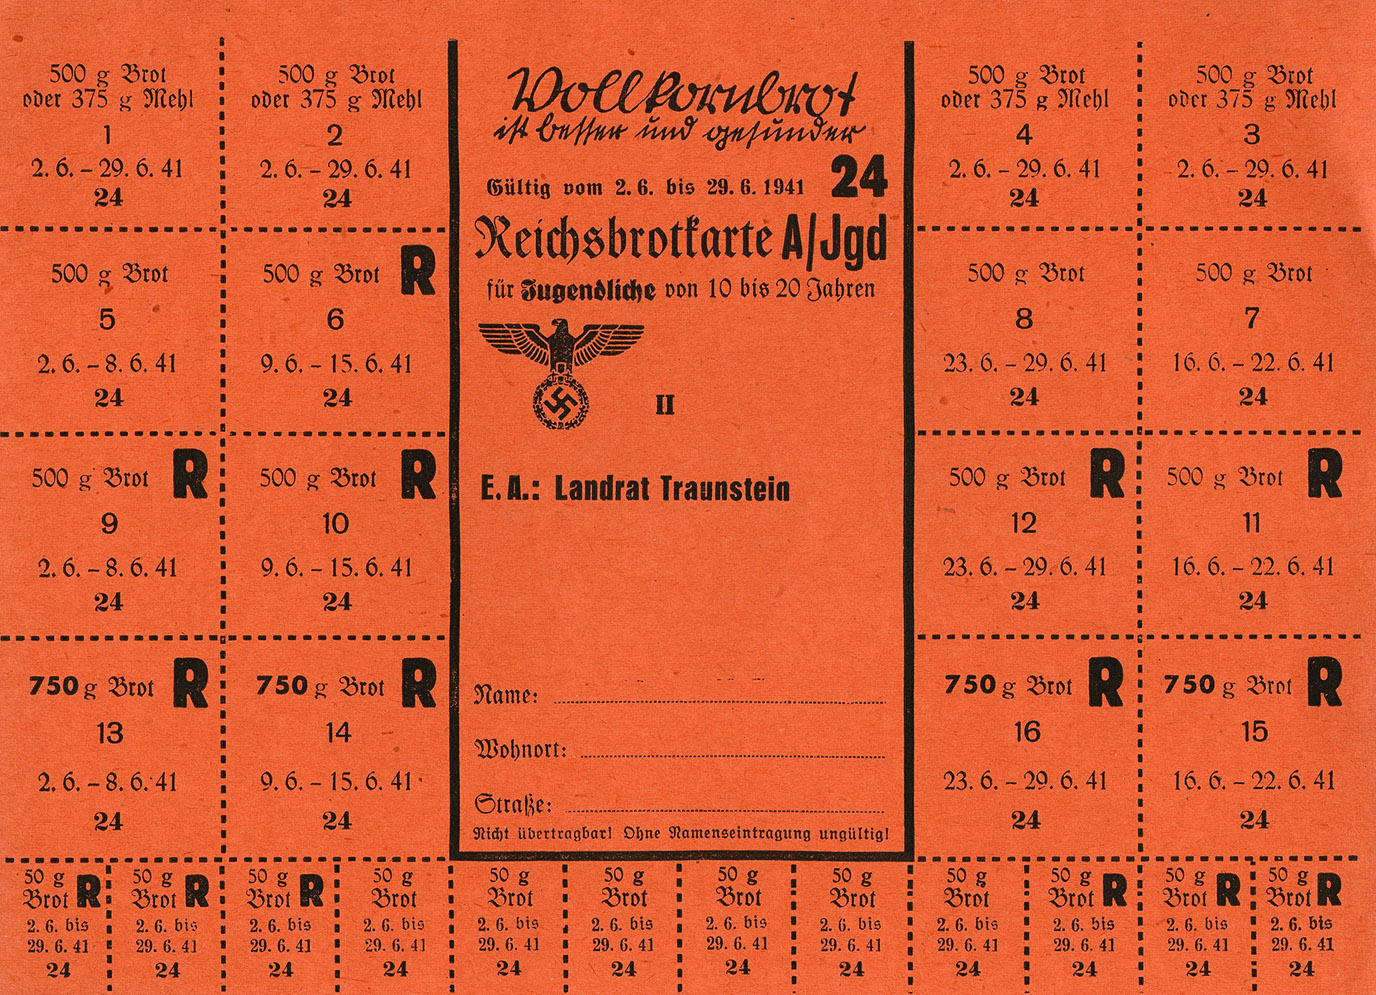 500 g Brot
oder 375 g Mehl
1
2. 6. – 29. 6. 41
24
500 g Brot
oder 375 g Mehl
2
2. 6. – 29. 6. 41
24
Vollkornbrot
ist besser und gesünder
Gültig vom 2. 6. bis 29. 6. 1941 24
Reichsbrotkarte A/Jgd
für Jugendliche von 10 bis 20 Jahren
II
E. A.: Landrat Traunstein
Name:
Wohnort:
Straße:
Nicht übertragbar! Ohne Namenseintragung ungültig!
500 g Brot
oder 375 g Mehl
4
2. 6. – 29. 6. 41
24
500 g Brot
oder 375 g Mehl
3
2. 6. – 29. 6. 41
24
500 g Brot
5
2. 6. – 8. 6. 41
24
500 g Brot R
6
9. 6. – 15. 6. 41
24
500 g Brot
8
23. 6. – 29. 6. 41
24
500 g Brot
7
16. 6. – 22. 6. 41
24
500 g Brot R
9
2. 6. – 8. 6. 41
24
500 g Brot R
10
9. 6. – 15. 6. 41
24
500 g Brot R
12
23. 6. – 29. 6. 41
24
500 g Brot R
11
16. 6. – 22. 6. 41
24
750 g Brot R
13
2. 6. – 8. 6. 41
24
750 g Brot R
14
9. 6. – 15. 6. 41
24
750 g Brot R
16
23. 6. – 29. 6. 41
24
750 g Brot R
15
16. 6. – 22. 6. 41
24
50 g
Brot R
2. 6. bis
29. 6. 41
24
50 g
Brot R
2. 6. bis
29. 6. 41
24
50 g
Brot R
2. 6. bis
29. 6. 41
24
50 g
Brot
2. 6. bis
29. 6. 41
24
50 g
Brot
2. 6. bis
29. 6. 41
24
50 g
Brot
2. 6. bis
29. 6. 41
24
50 g
Brot
2. 6. bis
29. 6. 41
24
50 g
Brot
2. 6. bis
29. 6. 41
24
50 g
Brot
2. 6. bis
29. 6. 41
24
50 g
Brot R
2. 6. bis
29. 6. 41
24
50 g
Brot R
2. 6. bis
29. 6. 41
24
50 g
Brot R
2. 6. bis
29. 6. 41
24